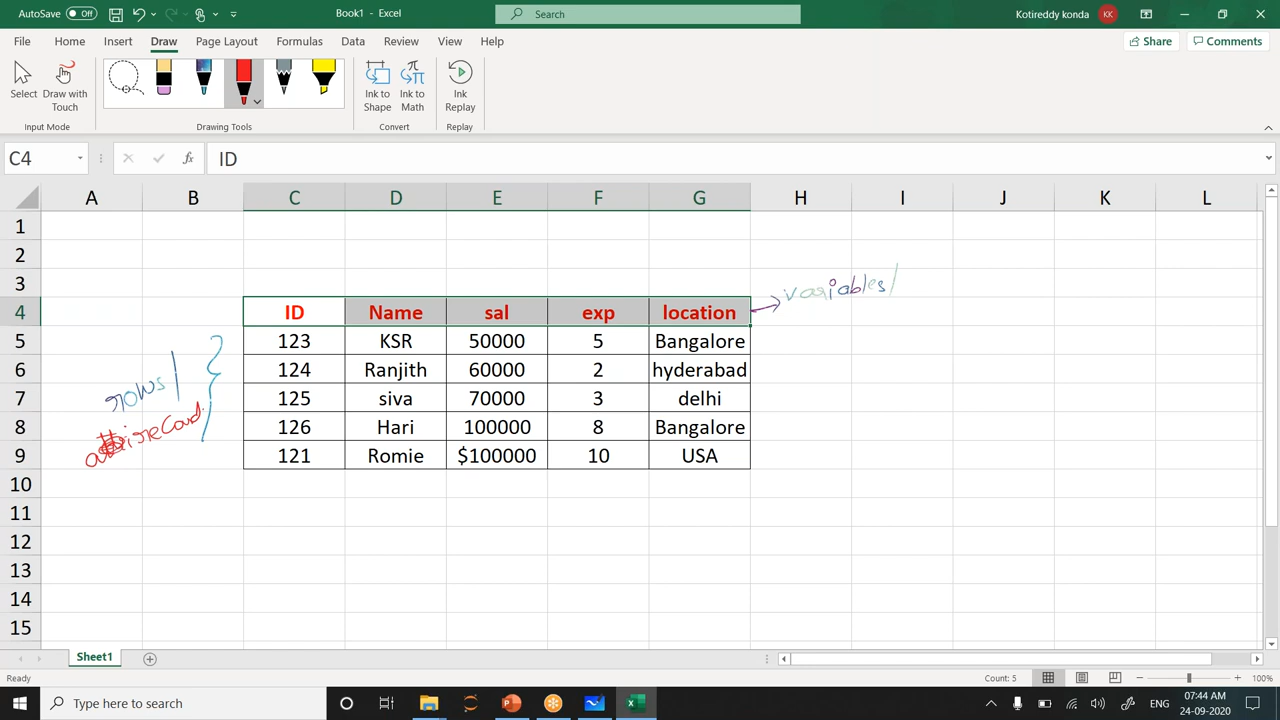 AutoSave Off Book1 - Excel Search Kotireddy konda KK
File Home Insert Draw Page Layout Formulas Data Review View Help Share Comments
Select Draw with Touch Ink to Shape Ink to Math Ink Replay
Input Mode Drawing Tools Convert Replay
C4 fx ID
A B C D E F G H I J K L
1
2
3 variables/
4 ID Name sal exp location
5 123 KSR 50000 5 Bangalore
6 124 Ranjith 60000 2 hyderabad
7 rows/ 125 siva 70000 3 delhi
8 126 Hari 100000 8 Bangalore
9 121 Romie $100000 10 USA
10
11
12
13
14
15
Sheet1
Count: 5 100%
Type here to search ENG 07:44 AM
24-09-2020